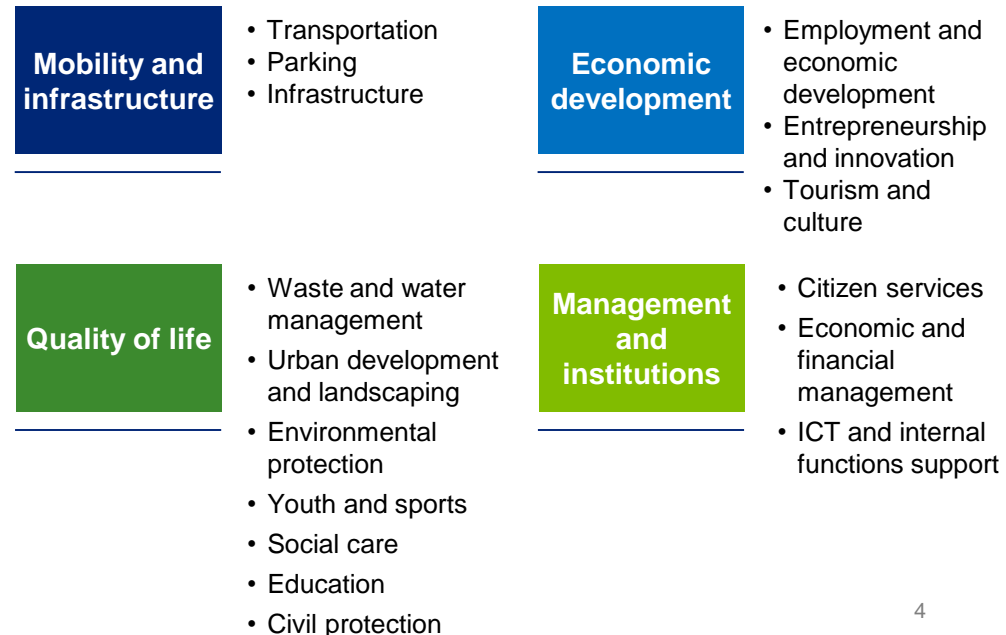 Mobility and
infrastructure
• Transportation
• Parking
• Infrastructure
Economic
development
• Employment and
economic
development
• Entrepreneurship
and innovation
• Tourism and
culture
Quality of life
• Waste and water
management
• Urban development
and landscaping
• Environmental
protection
• Youth and sports
• Social care
• Education
• Civil protection
Management
and
institutions
• Citizen services
• Economic and
financial
management
• ICT and internal
functions support
4